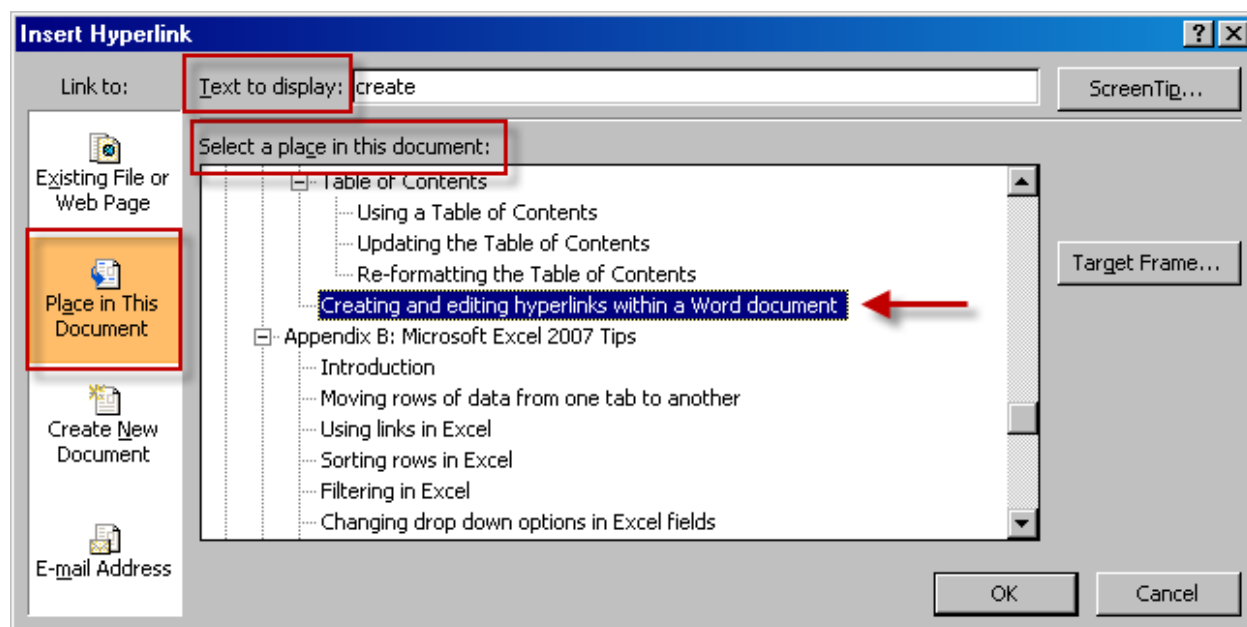 Insert Hyperlink
Link to:
Text to display: create
ScreenTip...
Select a place in this document:
Existing File or
Web Page
Place in This
Document
Create New
Document
E-mail Address
Table of Contents
Using a Table of Contents
Updating the Table of Contents
Re-formatting the Table of Contents
Creating and editing hyperlinks within a Word document
Appendix B: Microsoft Excel 2007 Tips
Introduction
Moving rows of data from one tab to another
Using links in Excel
Sorting rows in Excel
Filtering in Excel
Changing drop down options in Excel fields
Target Frame...
OK
Cancel